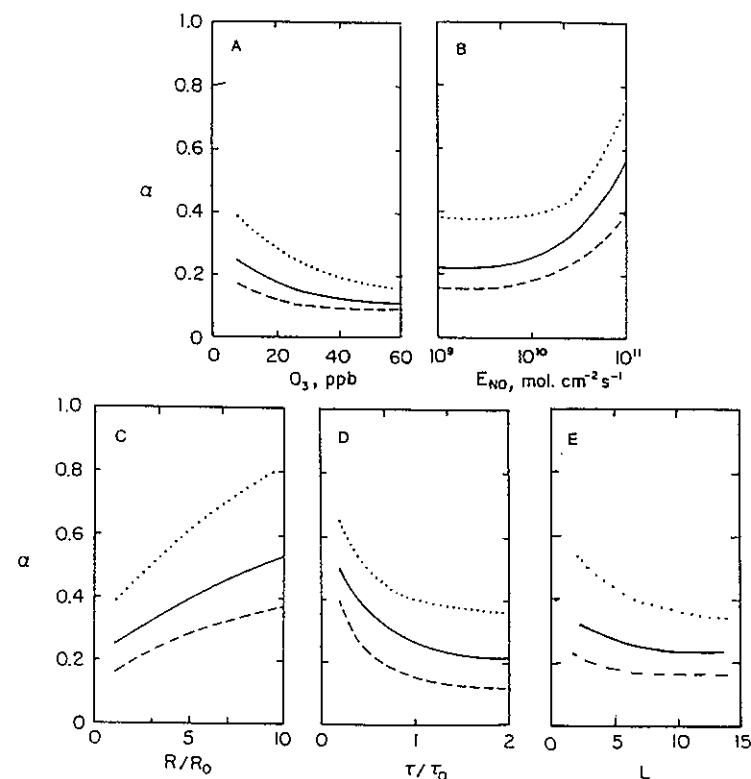 A
B
1.0
0.8
0.6
α
0.4
0.2
0
0 20 40 60
10⁹ 10¹⁰ 10¹¹
O₃, ppb
E_NO, mol. cm⁻² s⁻¹
C
D
E
1.0
0.8
0.6
α
0.4
0.2
0
0 5 10
0 1 2
0 5 10 15
R/R₀
τ/τ₀
L